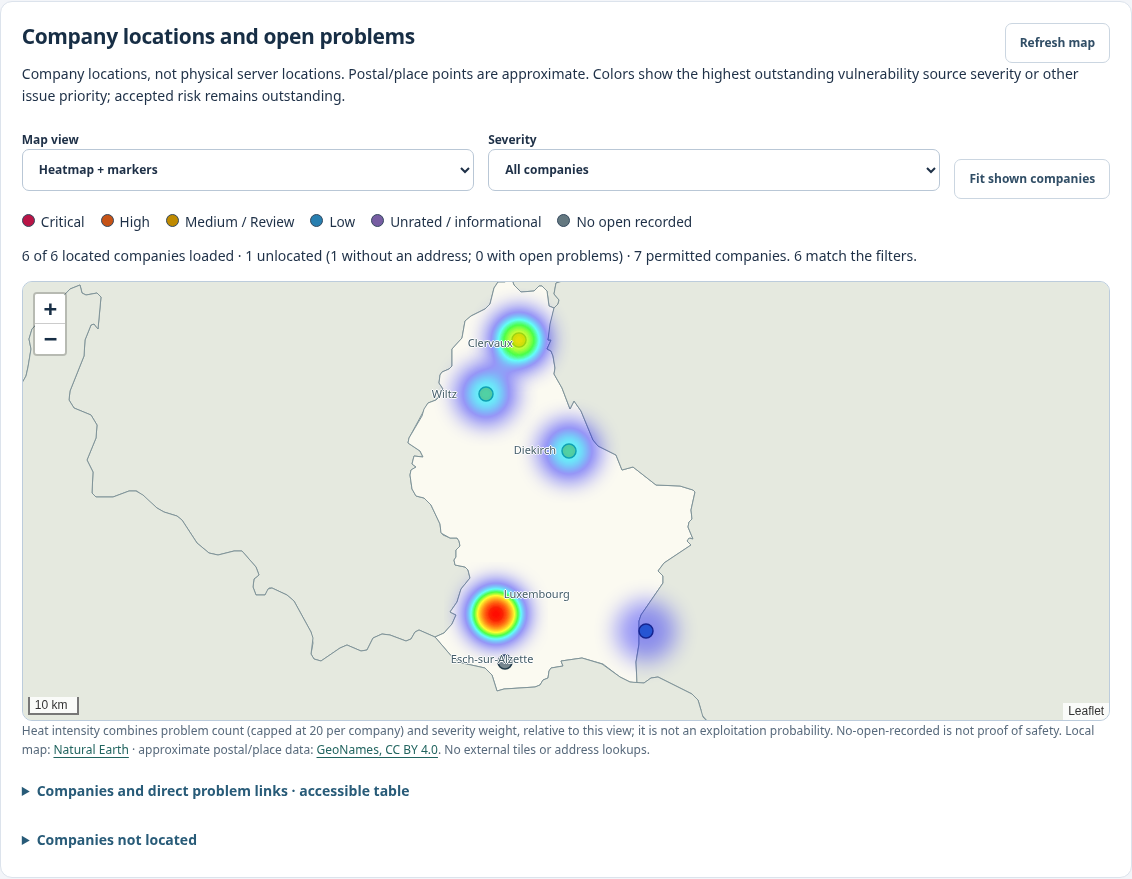 Company locations and open problems
Refresh map
Company locations, not physical server locations. Postal/place points are approximate. Colors show the highest outstanding vulnerability source severity or other
issue priority; accepted risk remains outstanding.
Map view
Severity
Heatmap + markers
All companies
Fit shown companies
Critical
High
Medium / Review
Low
Unrated / informational
No open recorded
6 of 6 located companies loaded · 1 unlocated (1 without an address; 0 with open problems) · 7 permitted companies. 6 match the filters.
+
−
Clervaux
Wiltz
Diekirch
Luxembourg
Esch-sur-Alzette
10 km
Leaflet
Heat intensity combines problem count (capped at 20 per company) and severity weight, relative to this view; it is not an exploitation probability. No-open-recorded is not proof of safety. Local
map: Natural Earth · approximate postal/place data: GeoNames, CC BY 4.0. No external tiles or address lookups.
Companies and direct problem links · accessible table
Companies not located